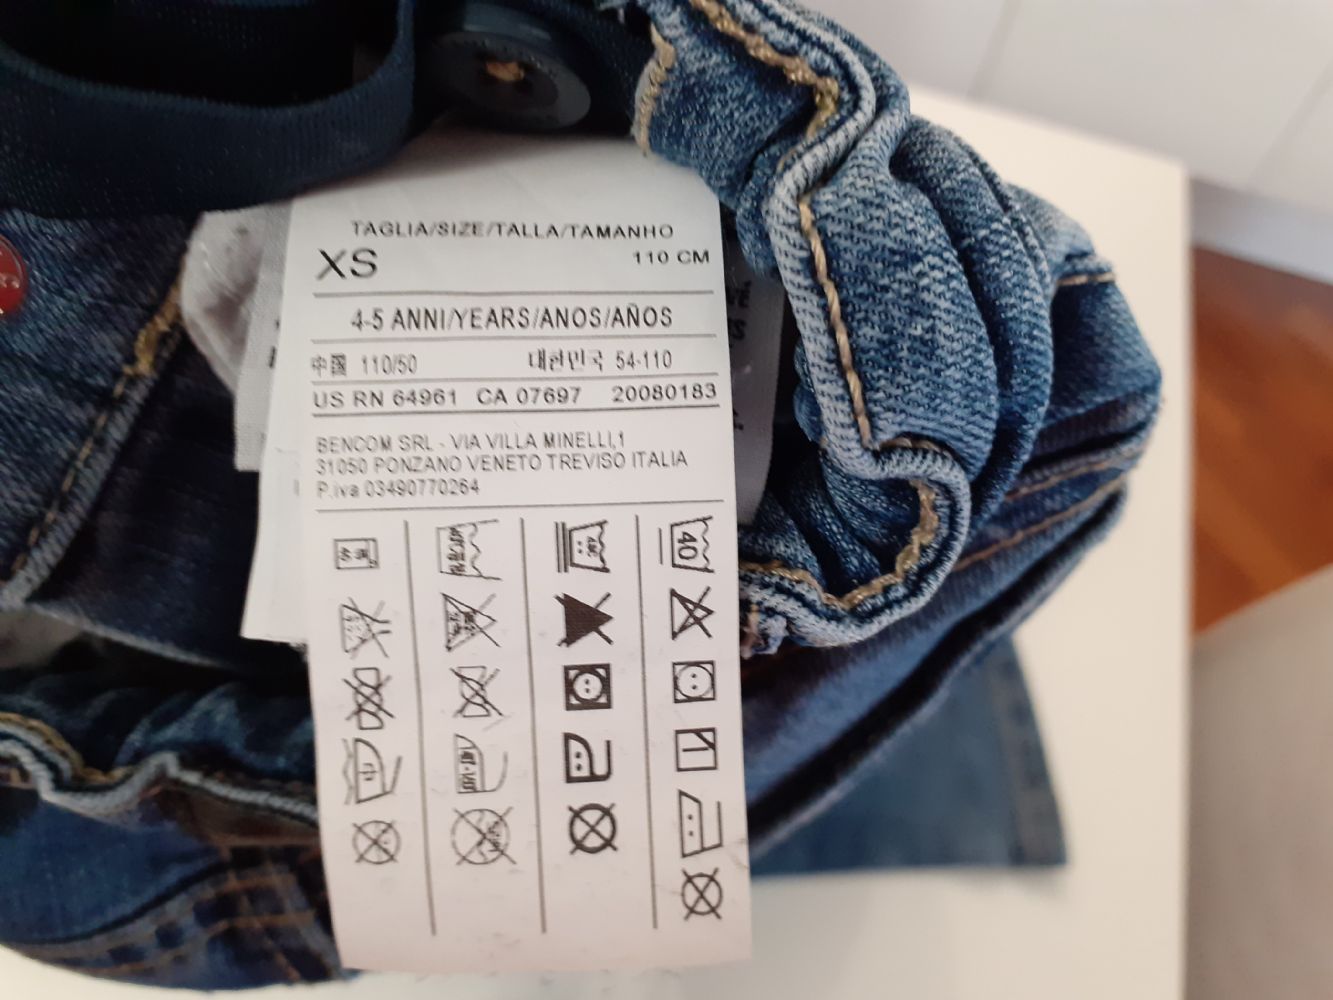 TAGLIA/SIZE/TALLA/TAMANHO
XS 110 CM
4-5 ANNI/YEARS/ANOS/AÑOS
中国 110/50 대한민국 54-110
US RN 64961 CA 07697 20080183
BENCOM SRL - VIA VILLA MINELLI,1
31050 PONZANO VENETO TREVISO ITALIA
P.iva 03490770264
40
中